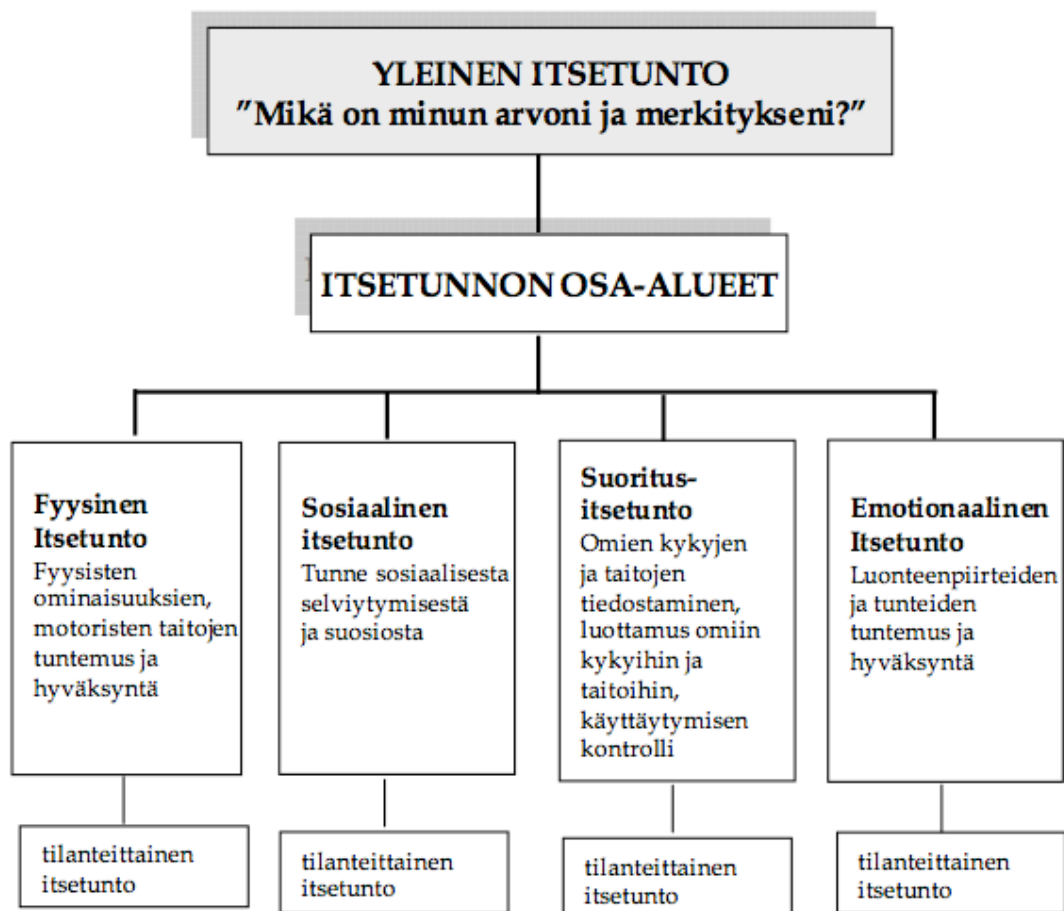 YLEINEN ITSETUNTO
”Mikä on minun arvoni ja merkitykseni?”
ITSETUNNON OSA-ALUEET
Fyysinen
Itsetunto
Fyysisten
ominaisuuksien,
motoristen taitojen
tuntemus ja
hyväksyntä
Sosiaalinen
itsetunto
Tunne sosiaalisesta
selviytymisestä
ja suosiosta
Suoritus-
itsetunto
Omien kykyjen
ja taitojen
tiedostaminen,
luottamus omiin
kykyihin ja
taitoihin,
käyttäytymisen
kontrolli
Emotionaalinen
Itsetunto
Luonteenpiirteiden
ja tunteiden
tuntemus ja
hyväksyntä
tilanteittainen
itsetunto
tilanteittainen
itsetunto
tilanteittainen
itsetunto
tilanteittainen
itsetunto